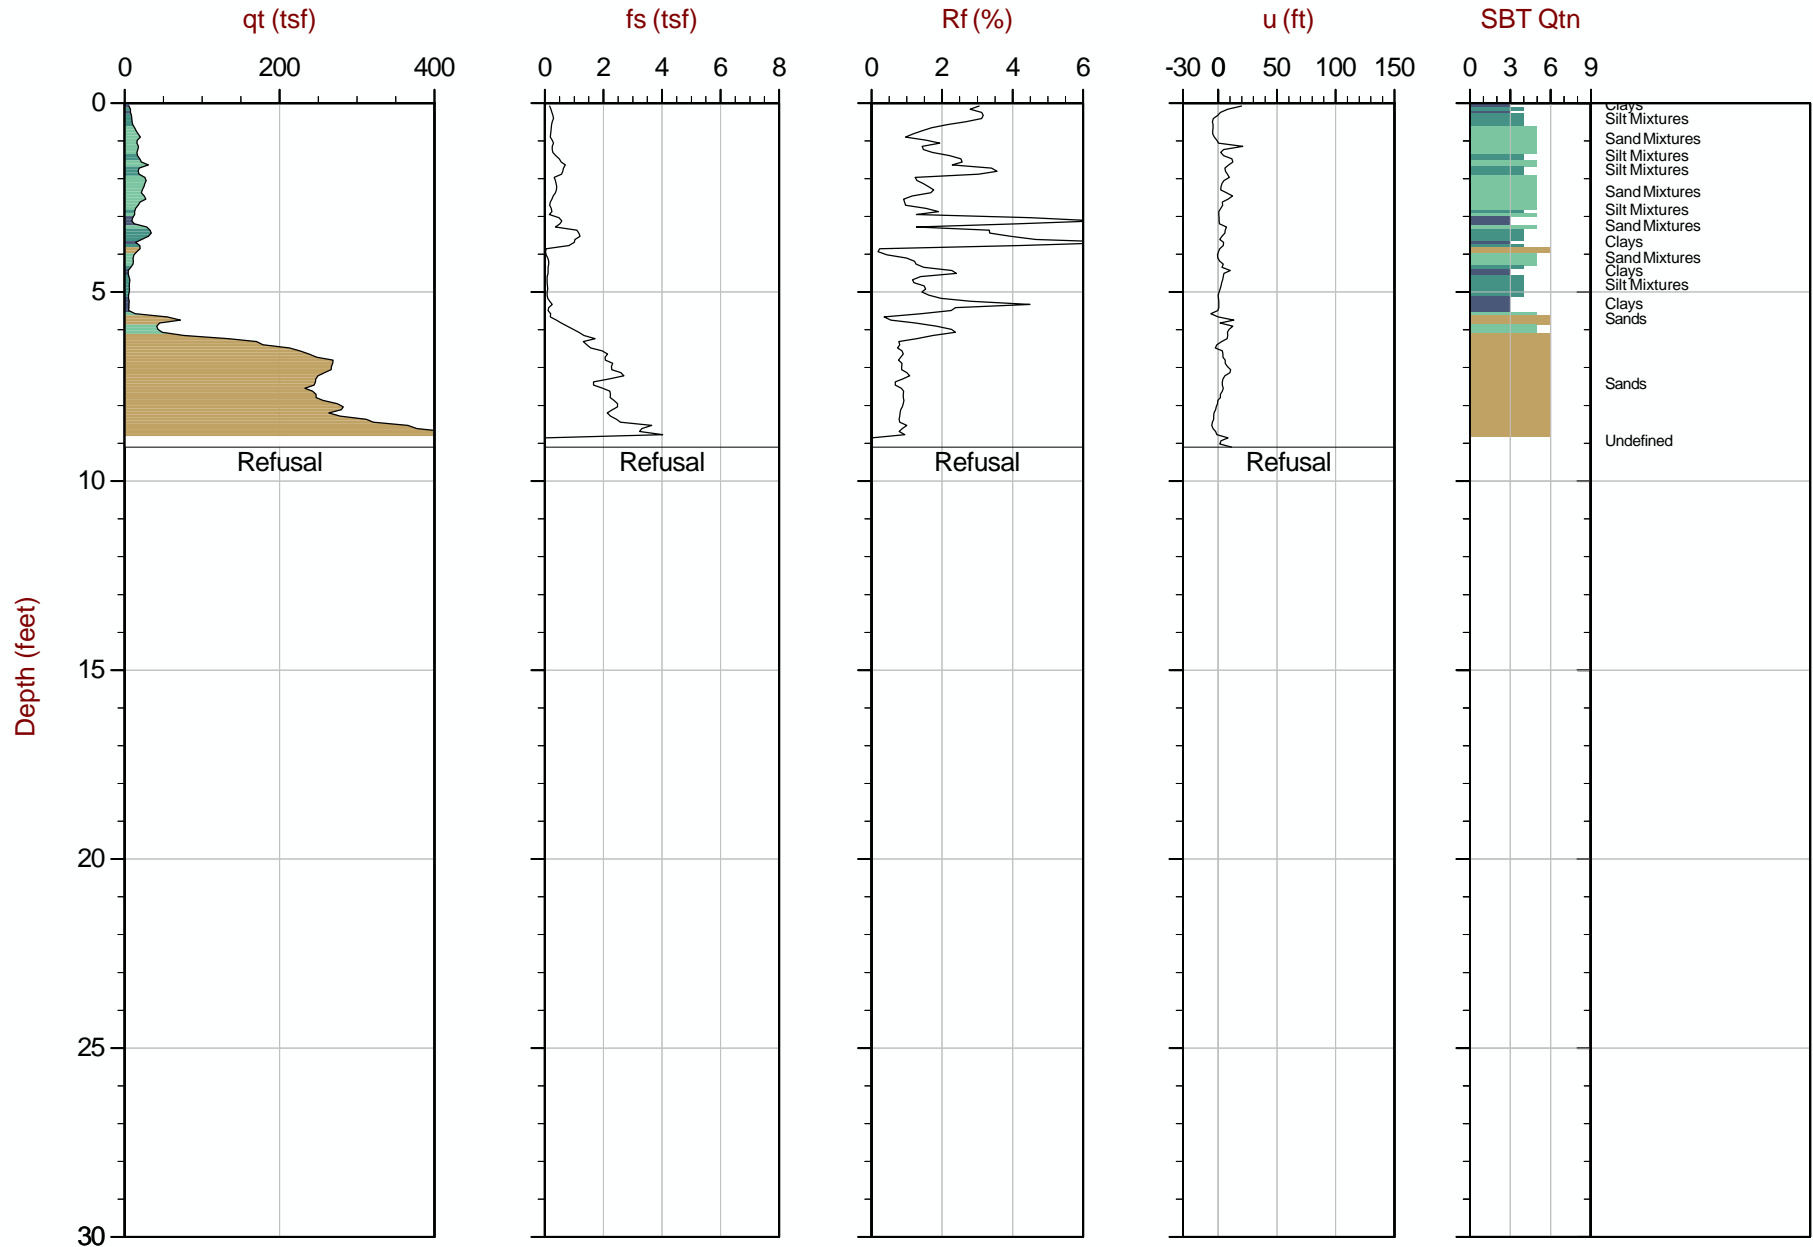 qt (tsf) fs (tsf) Rf (%) u (ft) SBT Qtn
0 200 400 0 2 4 6 8 0 2 4 6 -30 0 50 100 150 0 3 6 9
0
Clays
Silt Mixtures
Sand Mixtures
Silt Mixtures
Silt Mixtures
Sand Mixtures
Silt Mixtures
Sand Mixtures
Clays
Sand Mixtures
Clays
Silt Mixtures
5
Clays
Sands
Sands
Undefined
Refusal Refusal Refusal Refusal
10
Depth (feet)
15
20
25
30